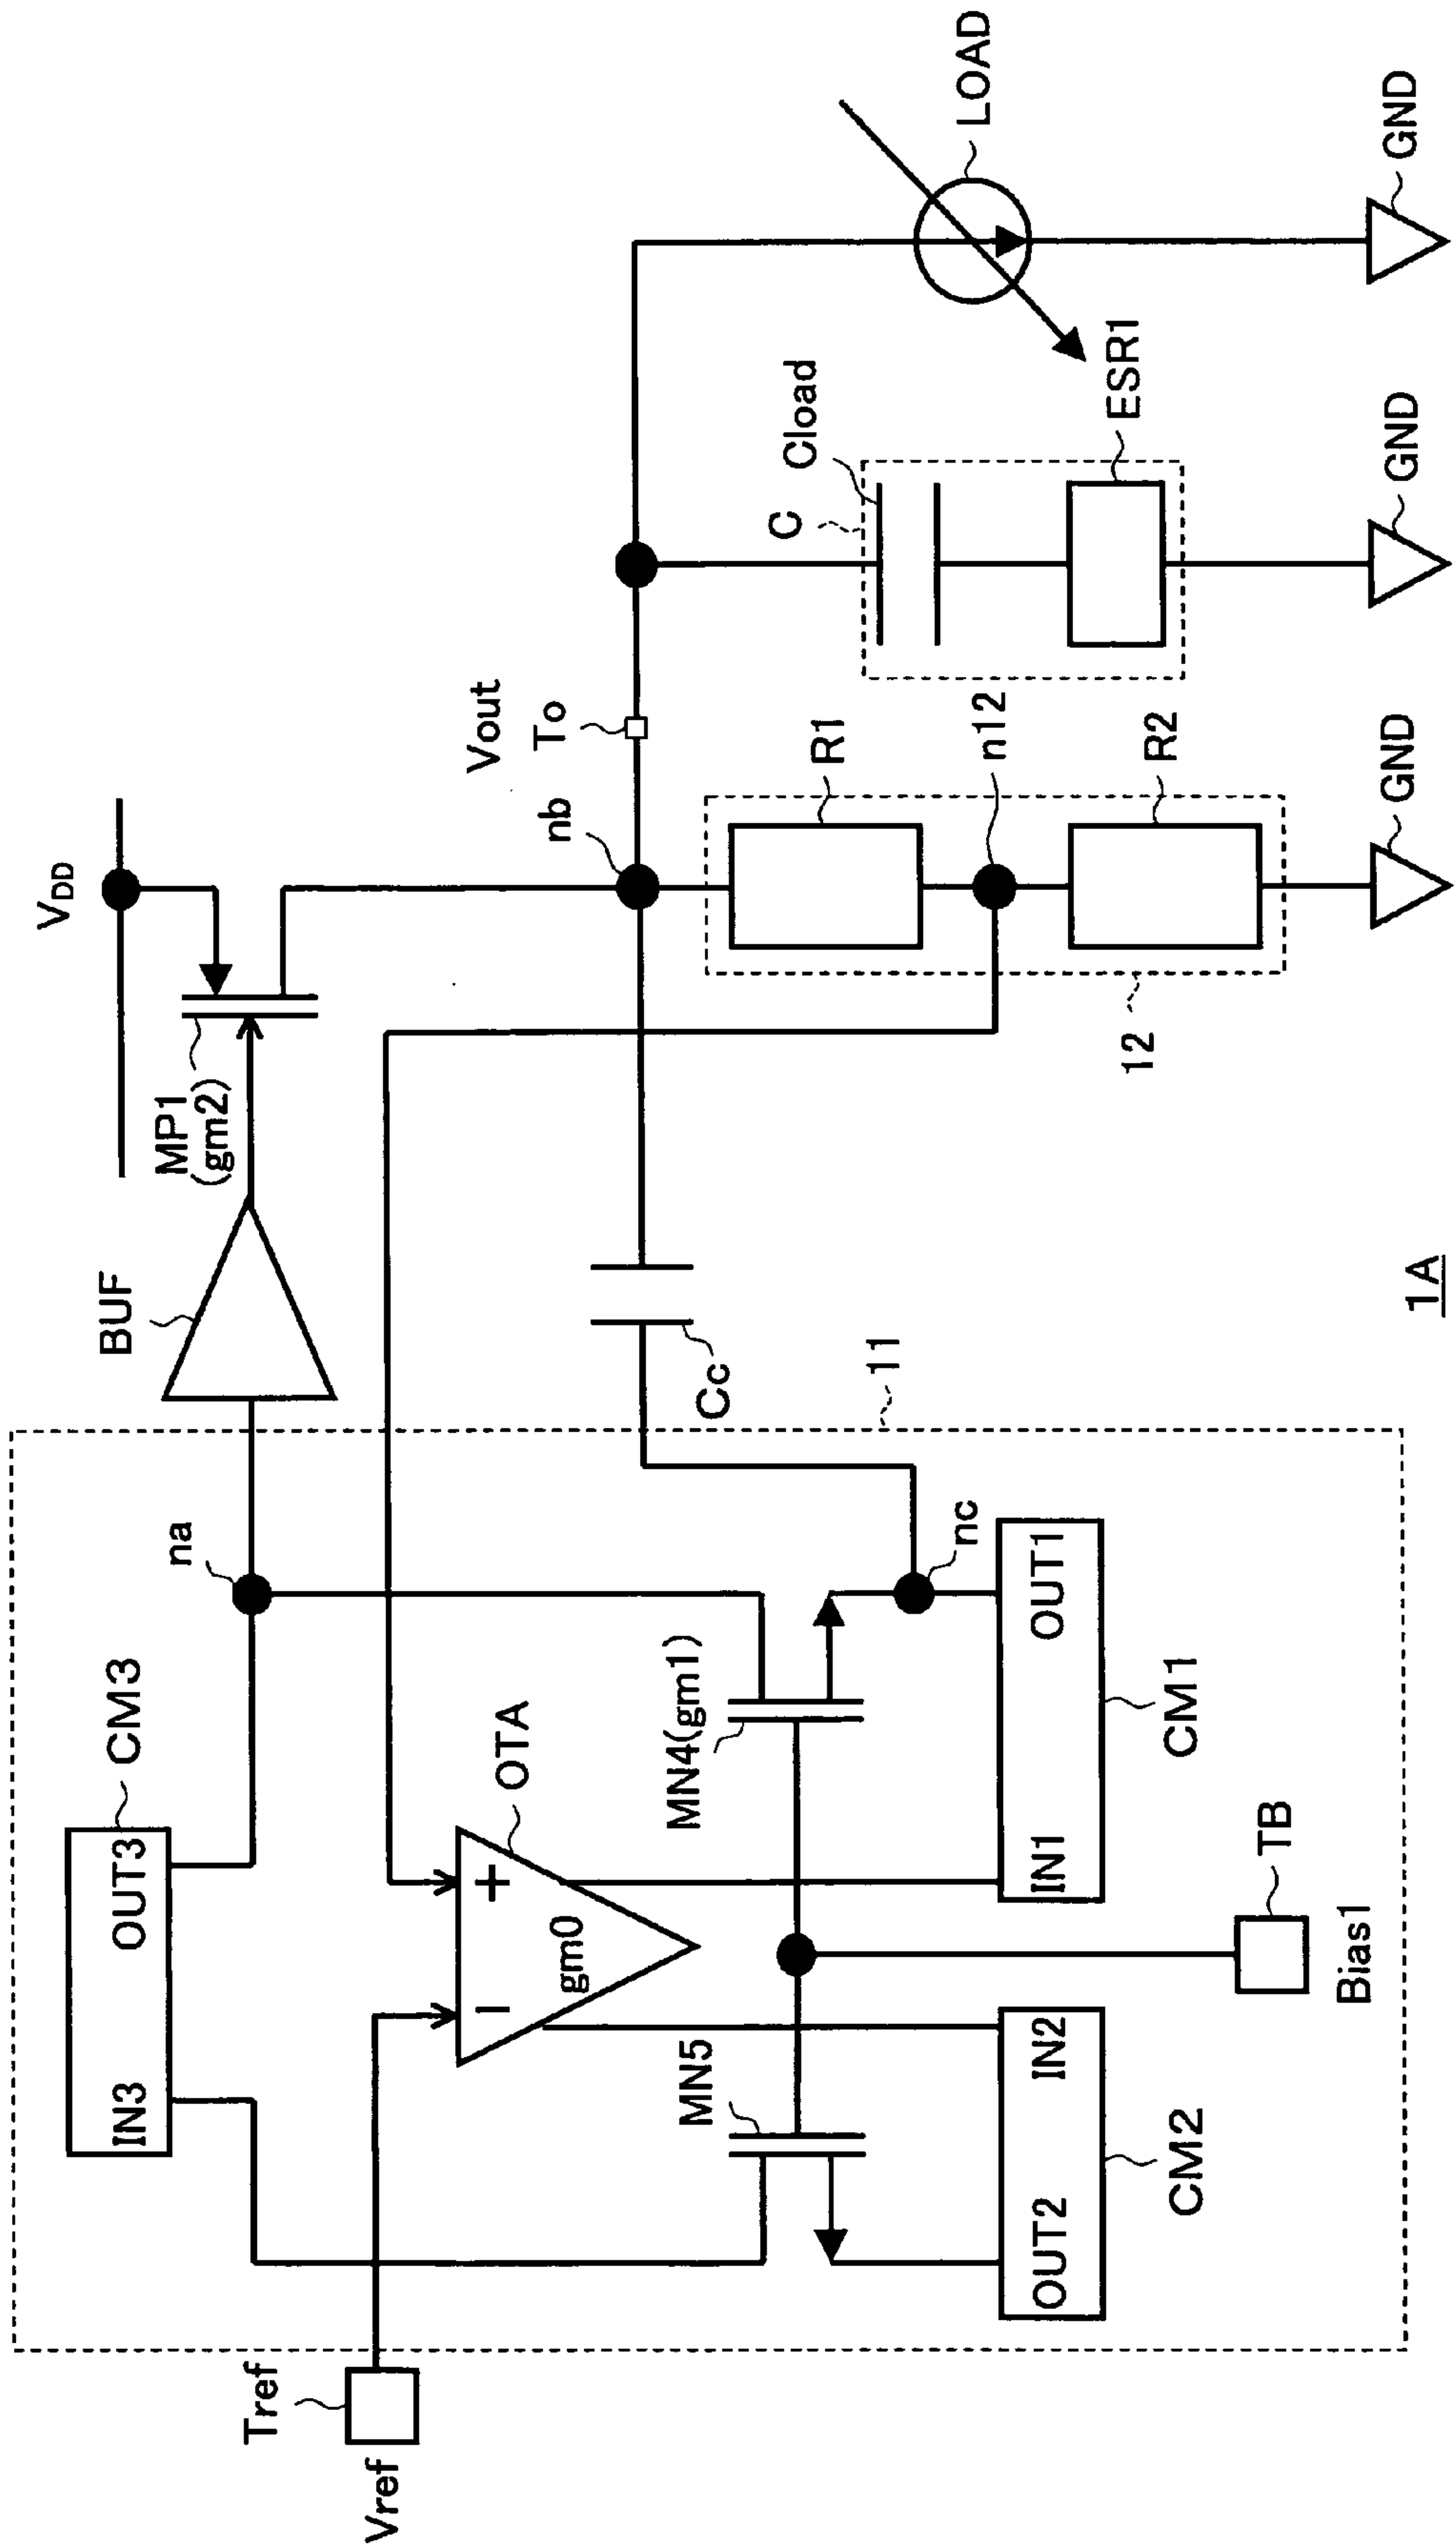 VDD
MP1
(gm2)
BUF
Vout
To
nb
R1
n12
R2
12
C
Cload
ESR1
LOAD
GND
GND
GND
Cc
11
na
nc
CM3
IN3
OUT3
OTA
gm0
−
+
MN4(gm1)
MN5
IN1
OUT1
CM1
OUT2
IN2
CM2
TB
Bias1
Tref
Vref
1A